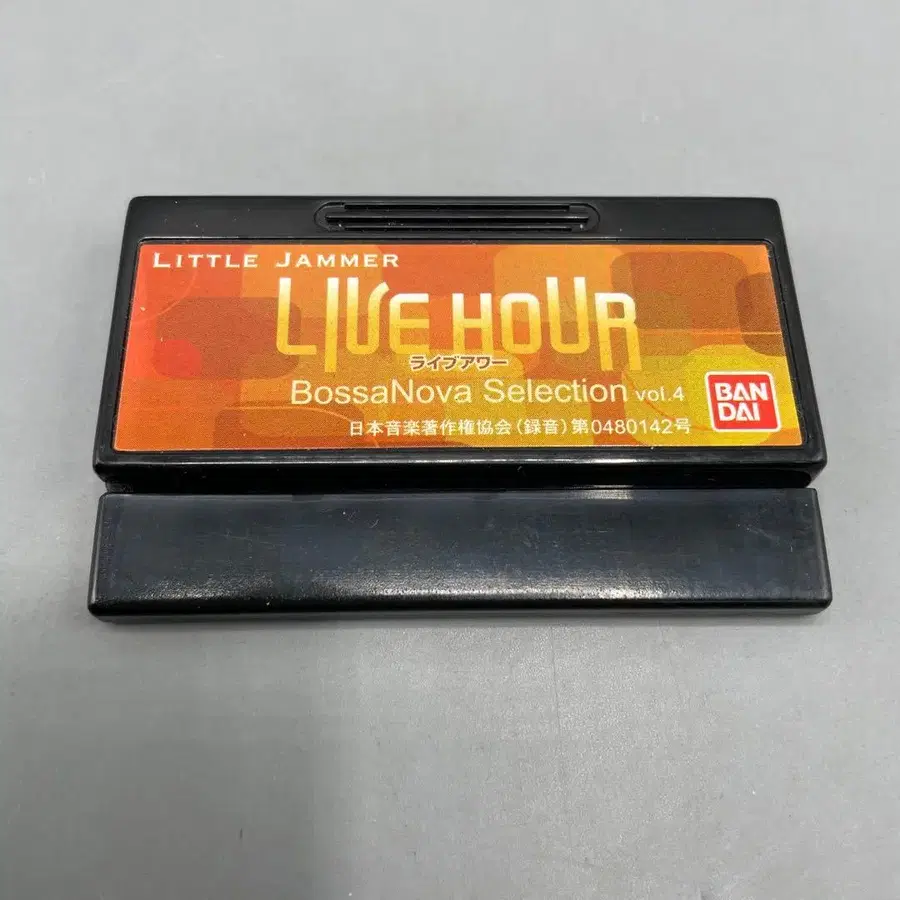 LITTLE JAMMER
LIVE HOUR
ライブアワー
BossaNova Selection vol.4
BAN
DAI
日本音楽著作権協会(録音)第0480142号